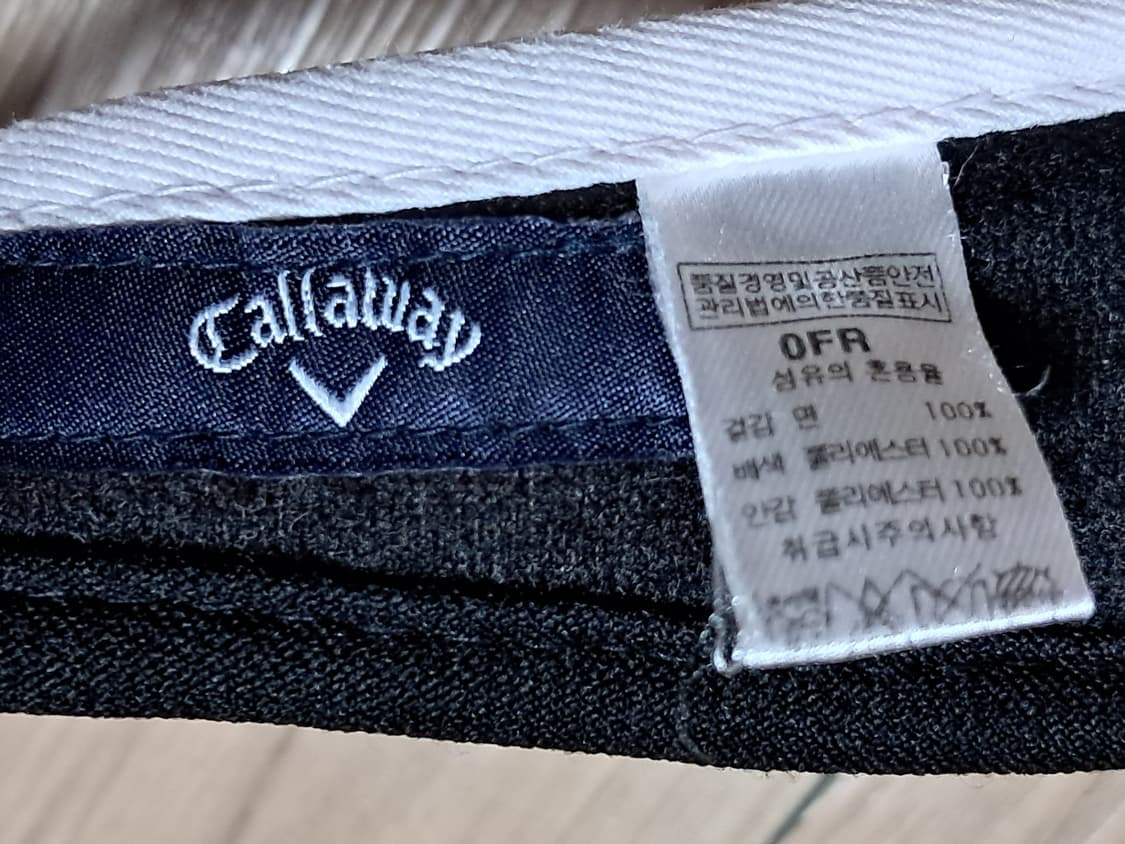 Callaway
품질경영및공산품안전
관리법에의한품질표시
0FR
섬유의 혼용율
겉감 면 100%
배색 폴리에스터 100%
안감 폴리에스터 100%
취급시주의사항